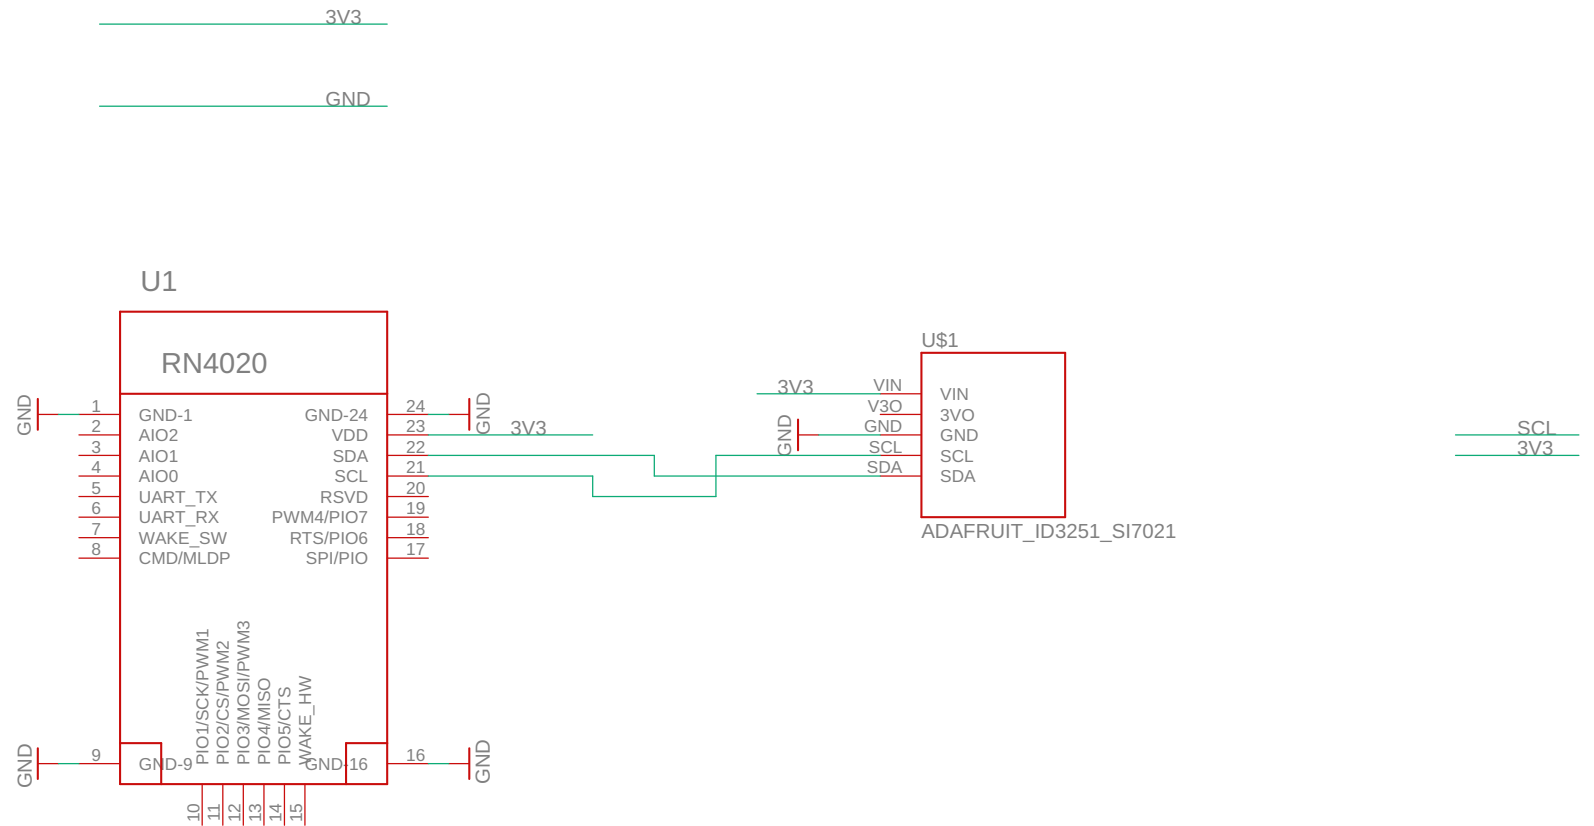 3V3
GND
U1
RN4020
U$1
GND
1
GND-1
2
AIO2
3
AIO1
4
AIO0
5
UART_TX
6
UART_RX
7
WAKE_SW
8
CMD/MLDP
GND-24
24
GND
VDD
23
3V3
SDA
22
SCL
21
RSVD
20
PWM4/PIO7
19
RTS/PIO6
18
SPI/PIO
17
3V3
VIN
VIN
V3O
3VO
GND
GND
GND
SCL
SCL
SDA
SDA
ADAFRUIT_ID3251_SI7021
SCL
3V3
PIO1/SCK/PWM1
PIO2/CS/PWM2
PIO3/MOSI/PWM3
PIO4/MISO
PIO5/CTS
WAKE_HW
GND
9
GND-9
GND-16
16
GND
10
11
12
13
14
15